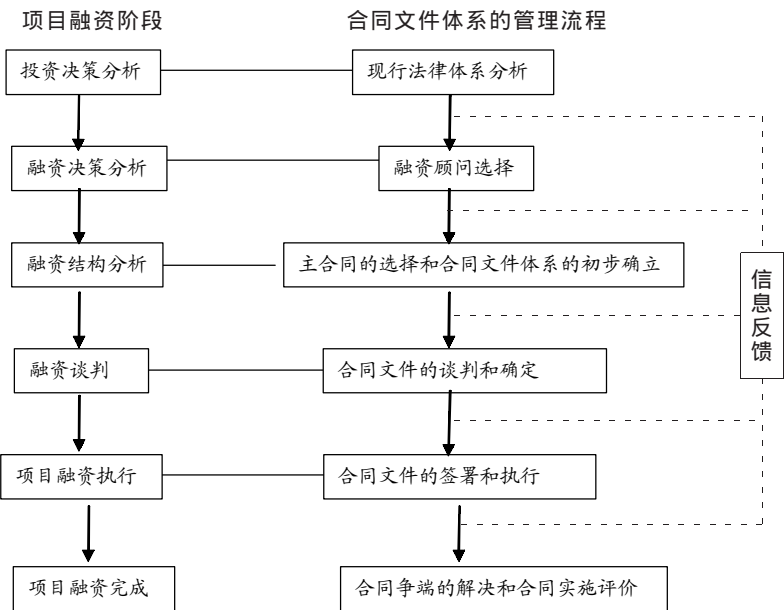 项目融资阶段 合同文件体系的管理流程
投资决策分析 现行法律体系分析
融资决策分析 融资顾问选择
融资结构分析 主合同的选择和合同文件体系的初步确立
信息反馈
融资谈判 合同文件的谈判和确定
项目融资执行 合同文件的签署和执行
项目融资完成 合同争端的解决和合同实施评价